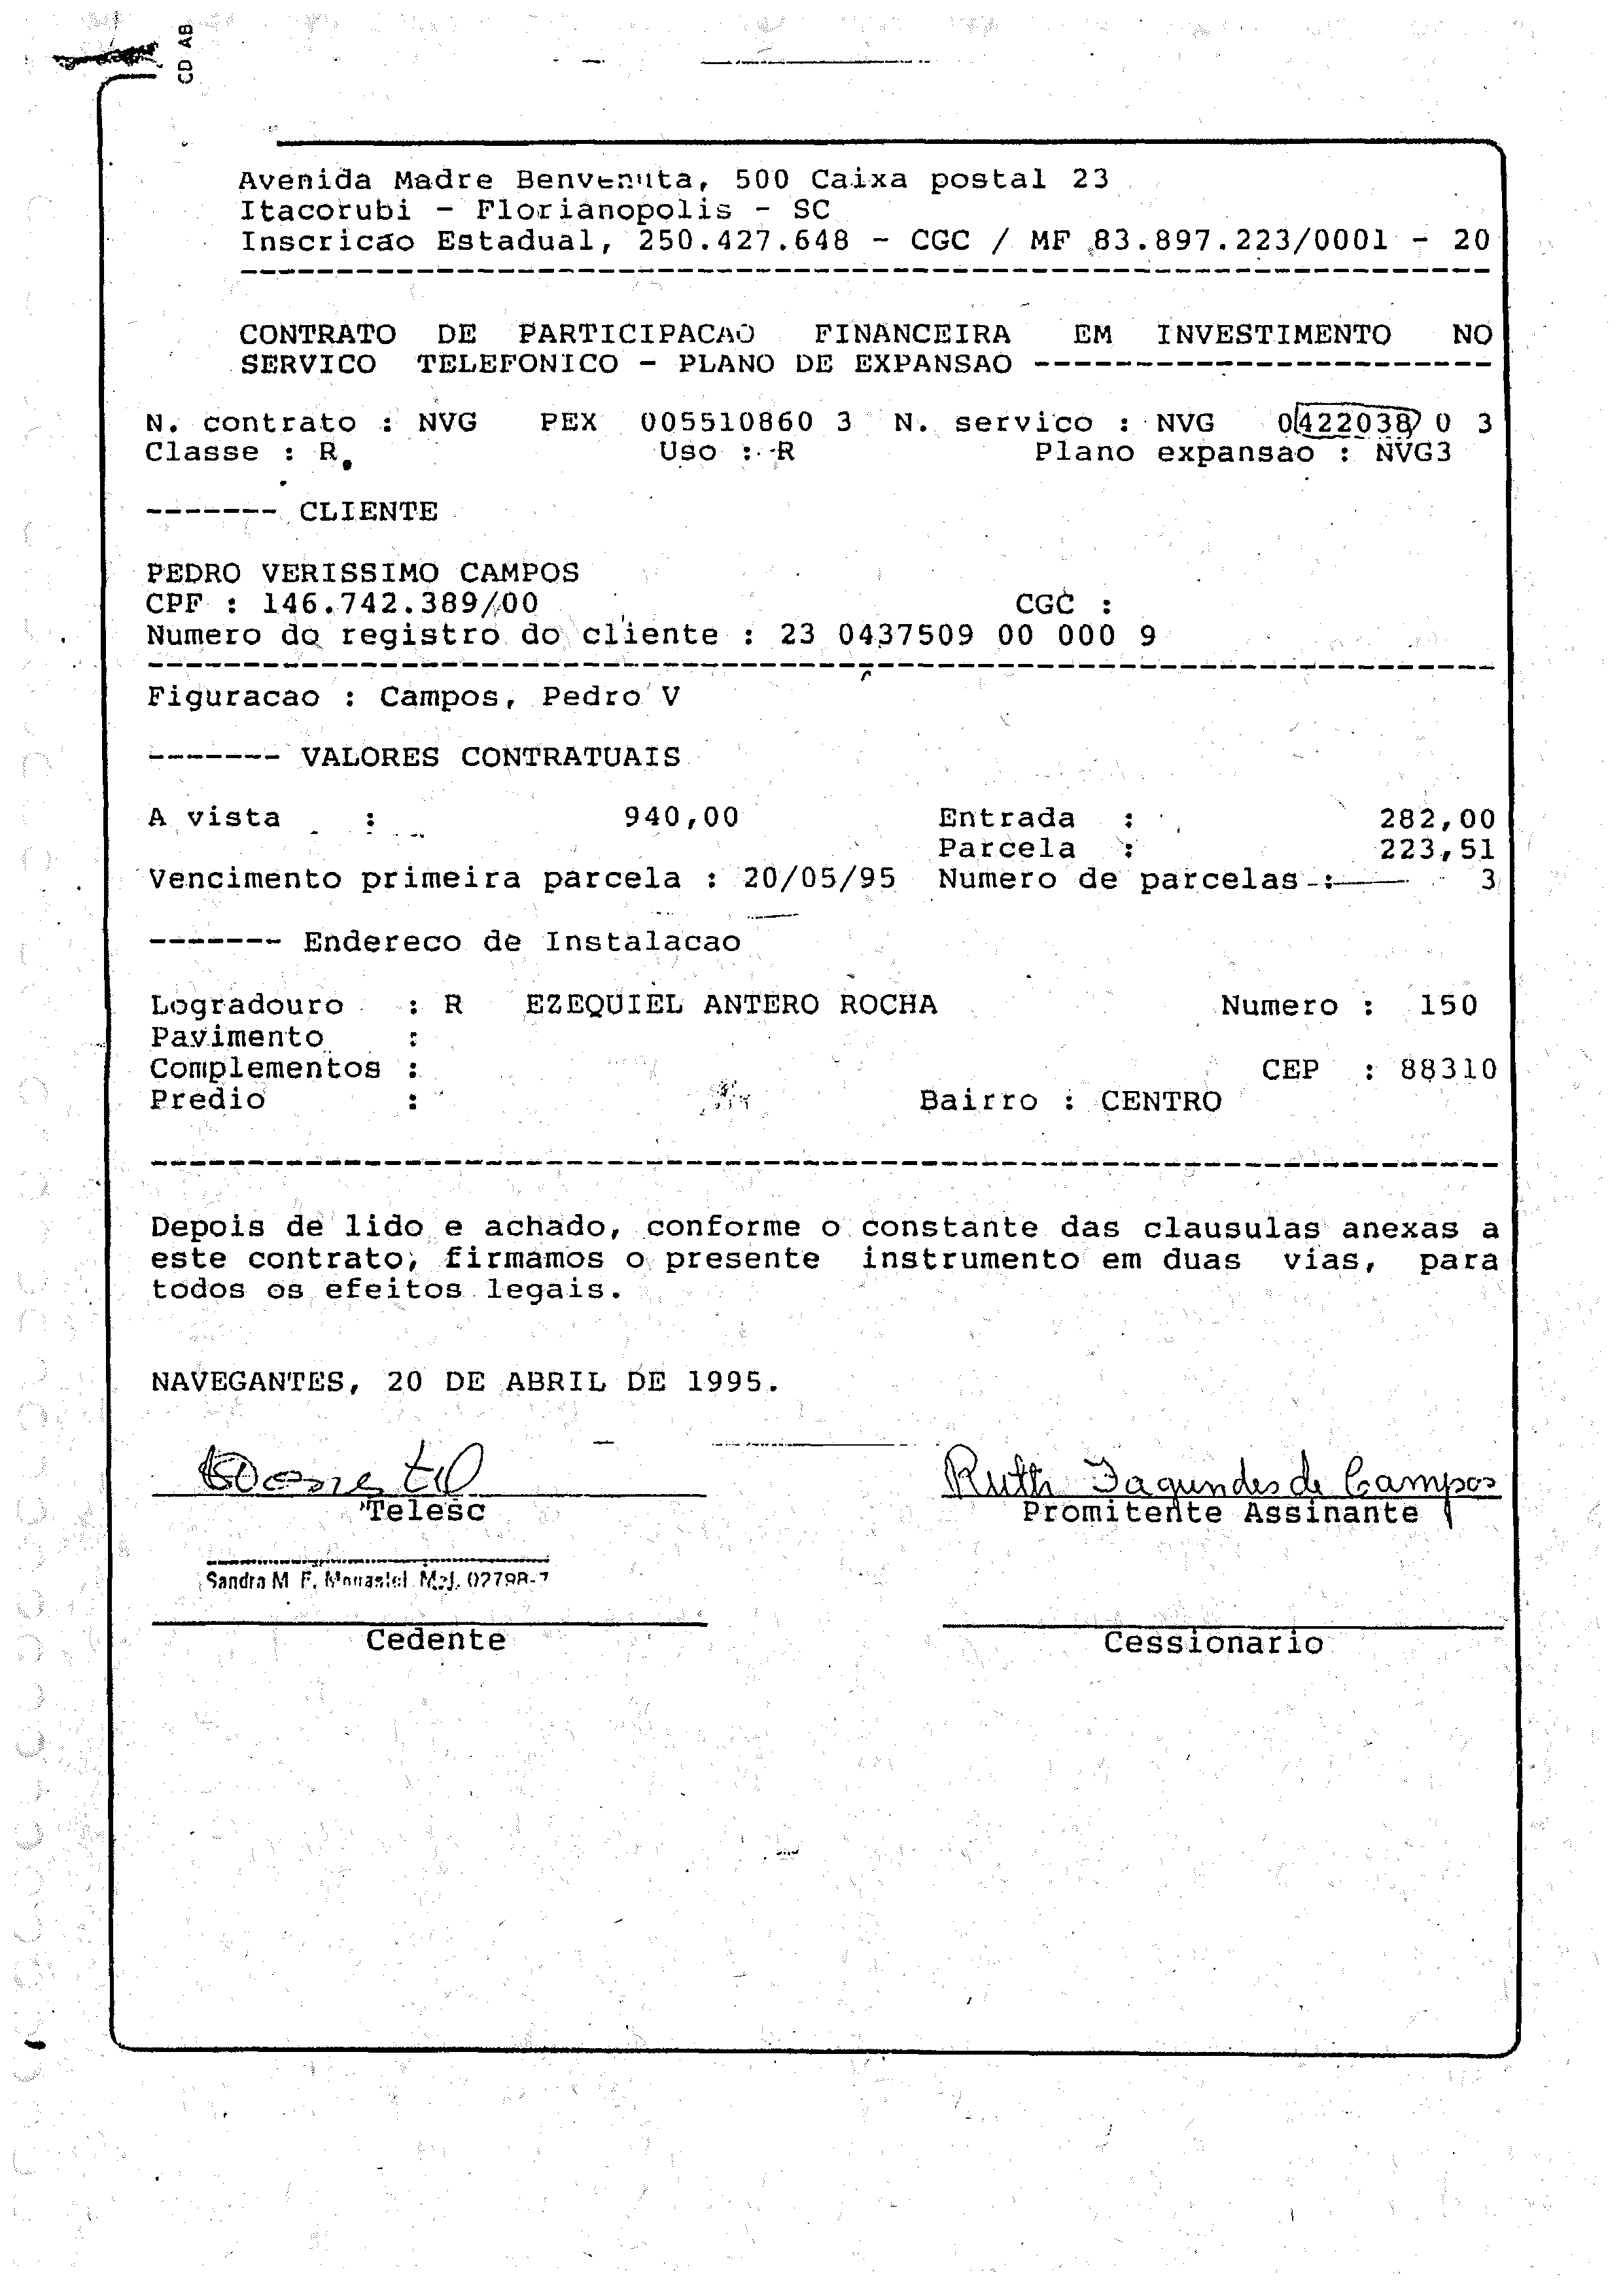 CD AB
Avenida Madre Benvenuta, 500 Caixa postal 23
Itacorubi - Florianopolis - SC
Inscricao Estadual, 250.427.648 - CGC / MF 83.897.223/0001 - 20
CONTRATO DE PARTICIPACAO FINANCEIRA EM INVESTIMENTO NO
SERVICO TELEFONICO - PLANO DE EXPANSAO ------------------------
N. contrato : NVG PEX 005510860 3 N. servico : NVG 0422038 0 3
Classe : R. Uso : R Plano expansao : NVG3
------- CLIENTE
PEDRO VERISSIMO CAMPOS
CPF : 146.742.389/00 CGC :
Numero do registro do cliente : 23 0437509 00 000 9
Figuracao : Campos, Pedro V
------- VALORES CONTRATUAIS
A vista : 940,00 Entrada : 282,00
Parcela : 223,51
Vencimento primeira parcela : 20/05/95 Numero de parcelas : 3
------- Endereco de Instalacao
Logradouro : R EZEQUIEL ANTERO ROCHA Numero : 150
Pavimento :
Complementos : CEP : 88310
Predio : Bairro : CENTRO
Depois de lido e achado, conforme o constante das clausulas anexas a
este contrato, firmamos o presente instrumento em duas vias, para
todos os efeitos legais.
NAVEGANTES, 20 DE ABRIL DE 1995.
Ruth Fagundes de Campos
Telesc Promitente Assinante
Sandra M. F. Mat. 02798-7
Cedente Cessionario